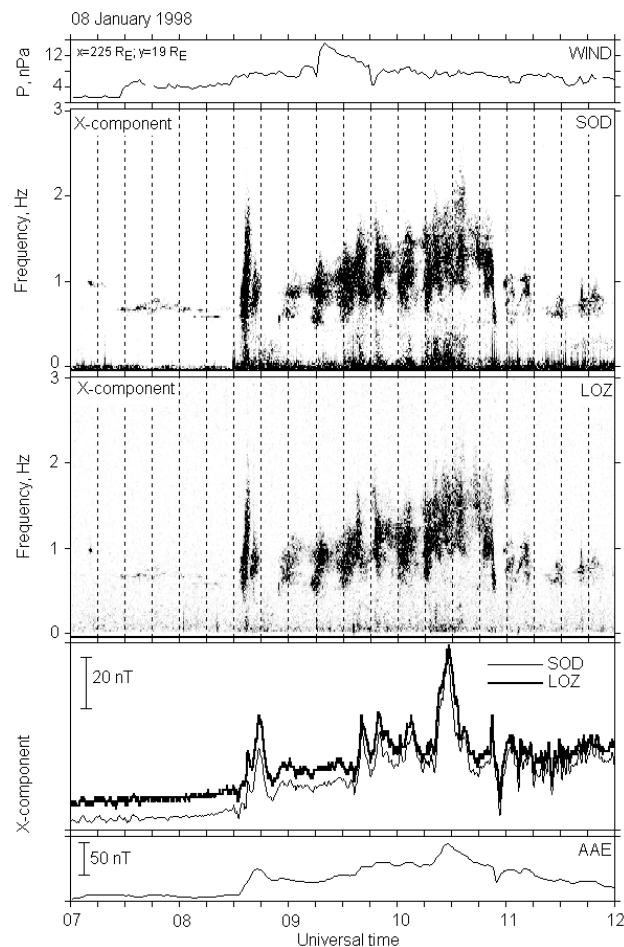 08 January 1998
x=225 RE; y=19 RE
WIND
P, nPa
12
8
4
X-component
SOD
Frequency, Hz
3
2
1
0
X-component
LOZ
Frequency, Hz
3
2
1
0
X-component
20 nT
SOD
LOZ
50 nT
AAE
07 08 09 10 11 12
Universal time